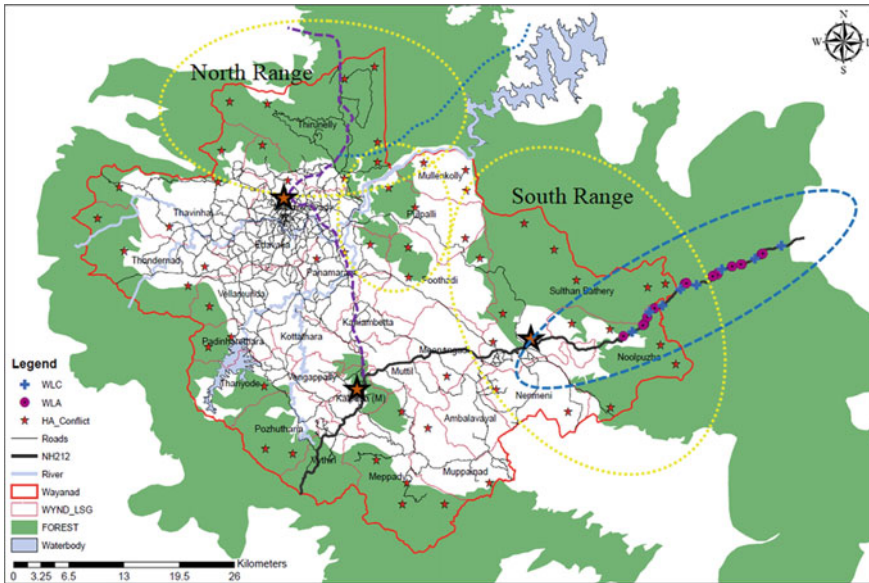 N
W
E
S
North Range
Thirunelly
Mullenkolly
South Range
Pulpalli
Thavinhal
Edavaka
Thondernad
Panamaram
Poothadi
Sulthan Bathery
Vellamunda
Padinharethara
Kottathara
Kaniambetta
Meenangadi
Noolpuzha
Muttil
Vengappally
Thariyode
Kalpetta (M)
Nenmeni
Ambalavayal
Pozhuthana
Vythiri
Muppainad
Meppadi
Legend
WLC
WLA
HA_Conflict
Roads
NH212
River
Wayanad
WYND_LSG
FOREST
Waterbody
Kilometers
0 3.25 6.5 13 19.5 26